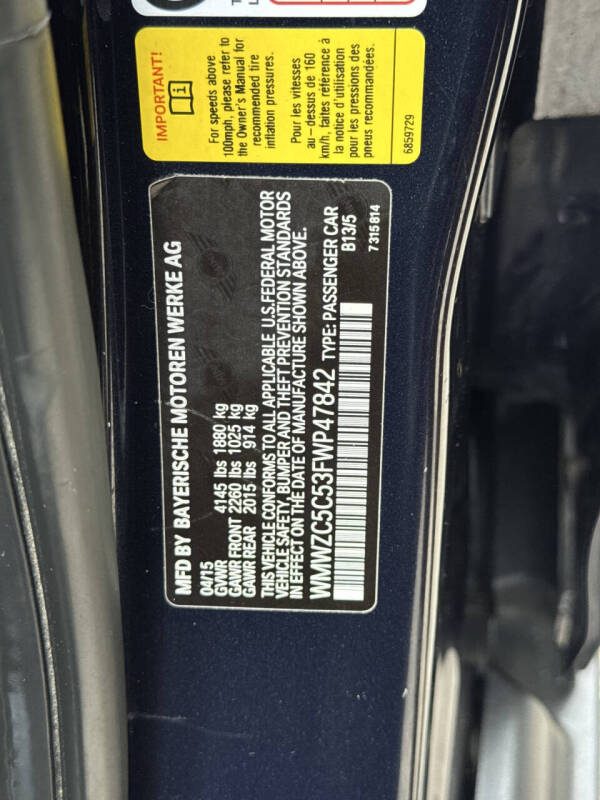 IMPORTANT!
For speeds above
100mph, please refer to
the Owner's Manual for
recommended tire
inflation pressures.
Pour les vitesses
au-dessus de 160
km/h, faites référence à
la notice d'utilisation
pour les pressions des
pneus recommandées.
6859729
MFD BY BAYERISCHE MOTOREN WERKE AG
04/15
GVWR 4145 lbs 1880 kg
GAWR FRONT 2260 lbs 1025 kg
GAWR REAR 2015 lbs 914 kg
THIS VEHICLE CONFORMS TO ALL APPLICABLE U.S.FEDERAL MOTOR
VEHICLE SAFETY, BUMPER AND THEFT PREVENTION STANDARDS
IN EFFECT ON THE DATE OF MANUFACTURE SHOWN ABOVE.
WMWZC5C53FWP47842 TYPE: PASSENGER CAR
B13/5
7315814